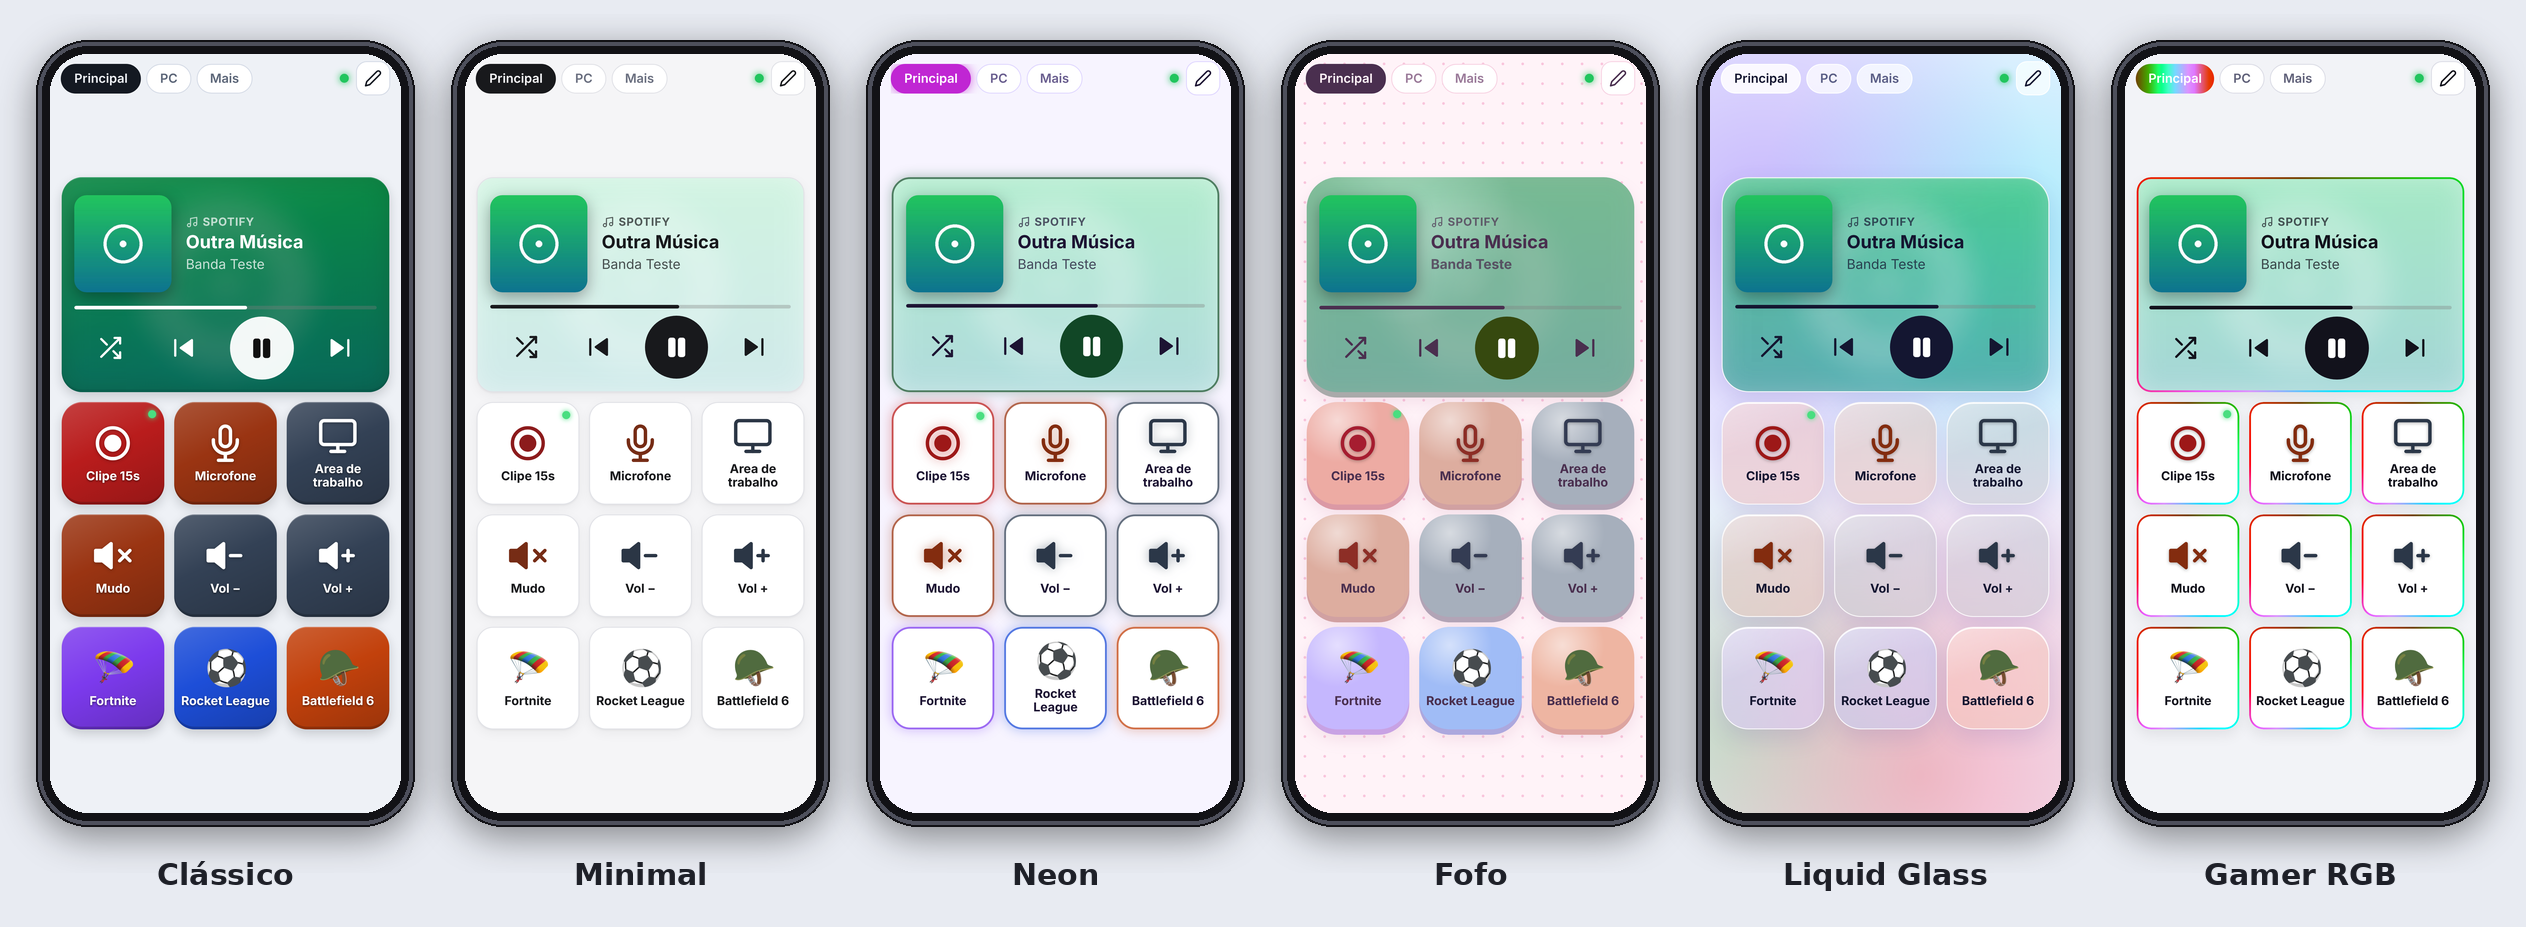 Principal PC Mais
SPOTIFY
Outra Música
Banda Teste
Clipe 15s
Microfone
Area de
trabalho
Mudo
Vol –
Vol +
Fortnite
Rocket League
Battlefield 6
Clássico
Principal PC Mais
SPOTIFY
Outra Música
Banda Teste
Clipe 15s
Microfone
Area de
trabalho
Mudo
Vol –
Vol +
Fortnite
Rocket League
Battlefield 6
Minimal
Principal PC Mais
SPOTIFY
Outra Música
Banda Teste
Clipe 15s
Microfone
Area de
trabalho
Mudo
Vol –
Vol +
Fortnite
Rocket
League
Battlefield 6
Neon
Principal PC Mais
SPOTIFY
Outra Música
Banda Teste
Clipe 15s
Microfone
Area de
trabalho
Mudo
Vol –
Vol +
Fortnite
Rocket League
Battlefield 6
Fofo
Principal PC Mais
SPOTIFY
Outra Música
Banda Teste
Clipe 15s
Microfone
Area de
trabalho
Mudo
Vol –
Vol +
Fortnite
Rocket League
Battlefield 6
Liquid Glass
Principal PC Mais
SPOTIFY
Outra Música
Banda Teste
Clipe 15s
Microfone
Area de
trabalho
Mudo
Vol –
Vol +
Fortnite
Rocket League
Battlefield 6
Gamer RGB